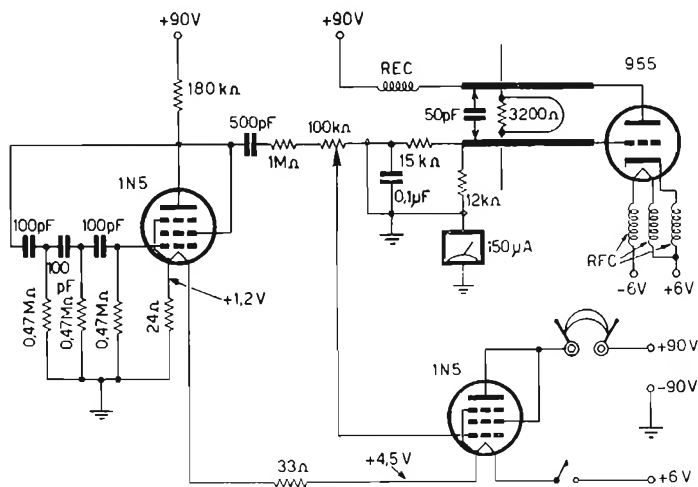 +90V
+90V
955
REC
180 kΩ
50pF
3200Ω
500pF
100kΩ
1MΩ
15 kΩ
1N5
0,1µF
12kΩ
100pF
100pF
100
pF
150µA
RFC
-6V
+6V
+1,2V
0,47MΩ
0,47MΩ
0,47MΩ
24Ω
1N5
+90V
-90V
33Ω
+4,5V
+6V